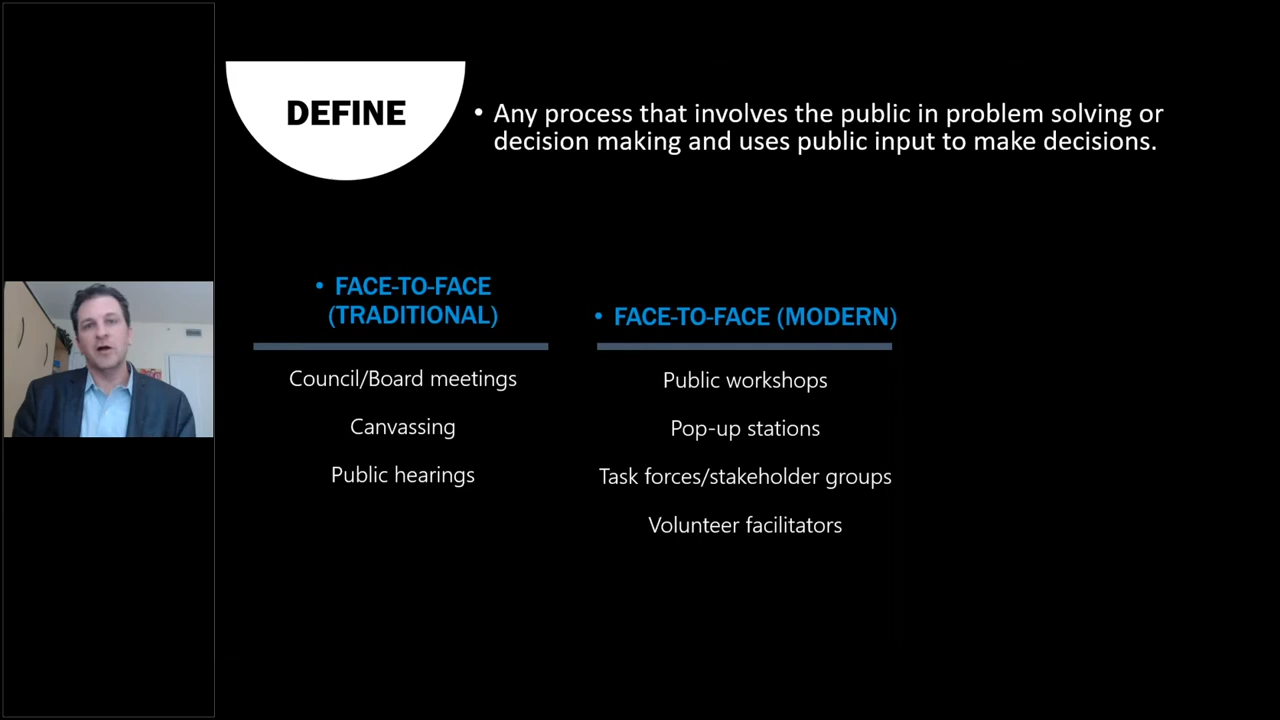 DEFINE
• Any process that involves the public in problem solving or
decision making and uses public input to make decisions.
• FACE-TO-FACE
(TRADITIONAL)
Council/Board meetings
Canvassing
Public hearings
• FACE-TO-FACE (MODERN)
Public workshops
Pop-up stations
Task forces/stakeholder groups
Volunteer facilitators